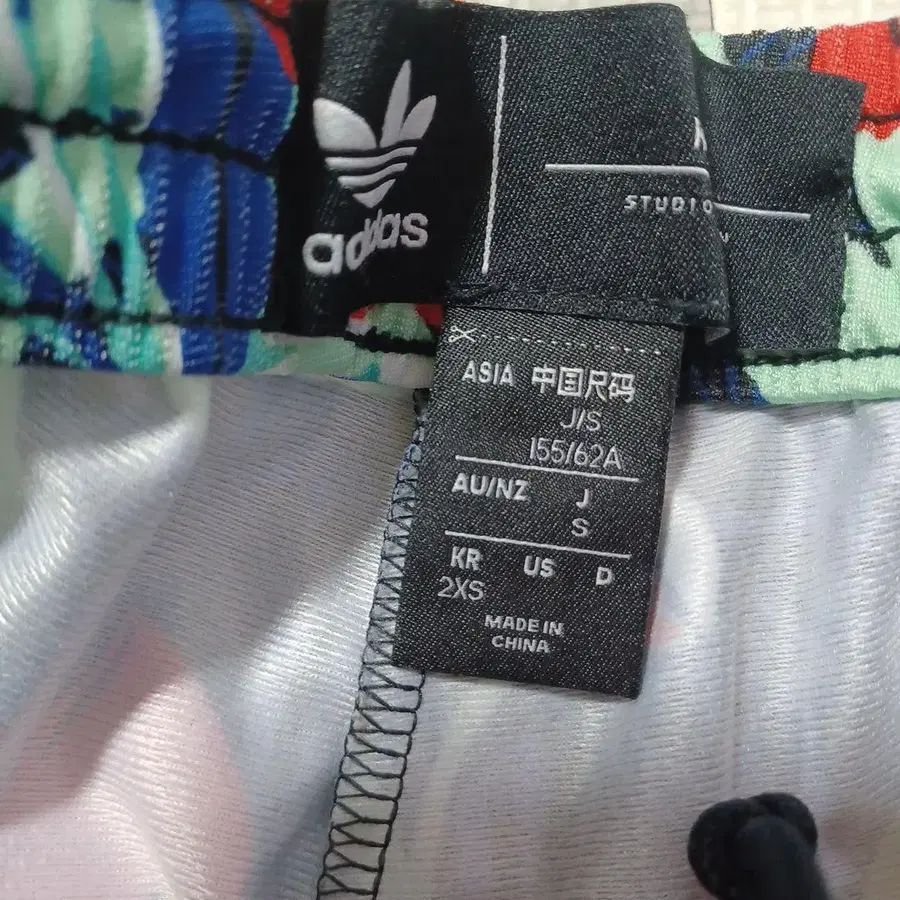 adidas
STUDIO
ASIA 中国尺码
J/S
155/62A
AU/NZ J
S
KR US D
2XS
MADE IN
CHINA